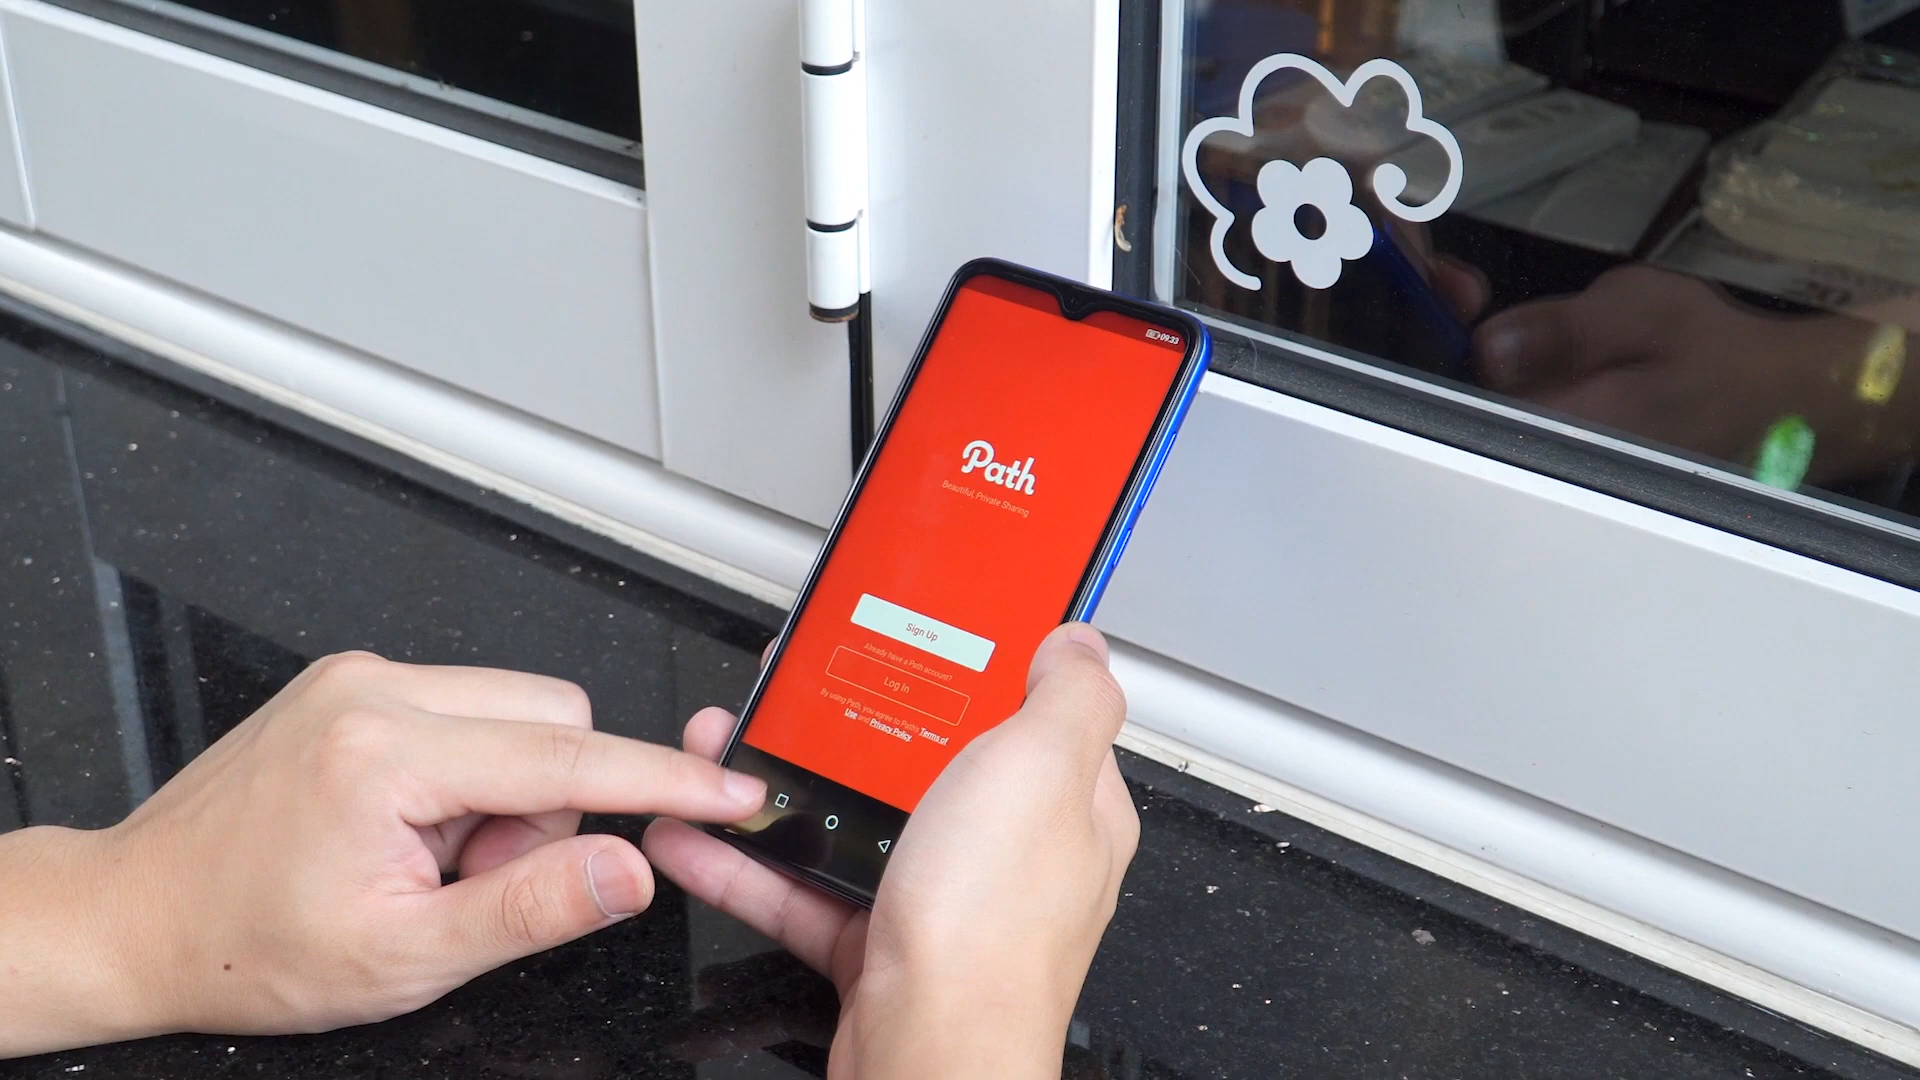 09:33
Path
Beautiful, Private Sharing
Sign Up
Already have a Path account?
Log In
By using Path, you agree to Path's Terms of
Use and Privacy Policy.